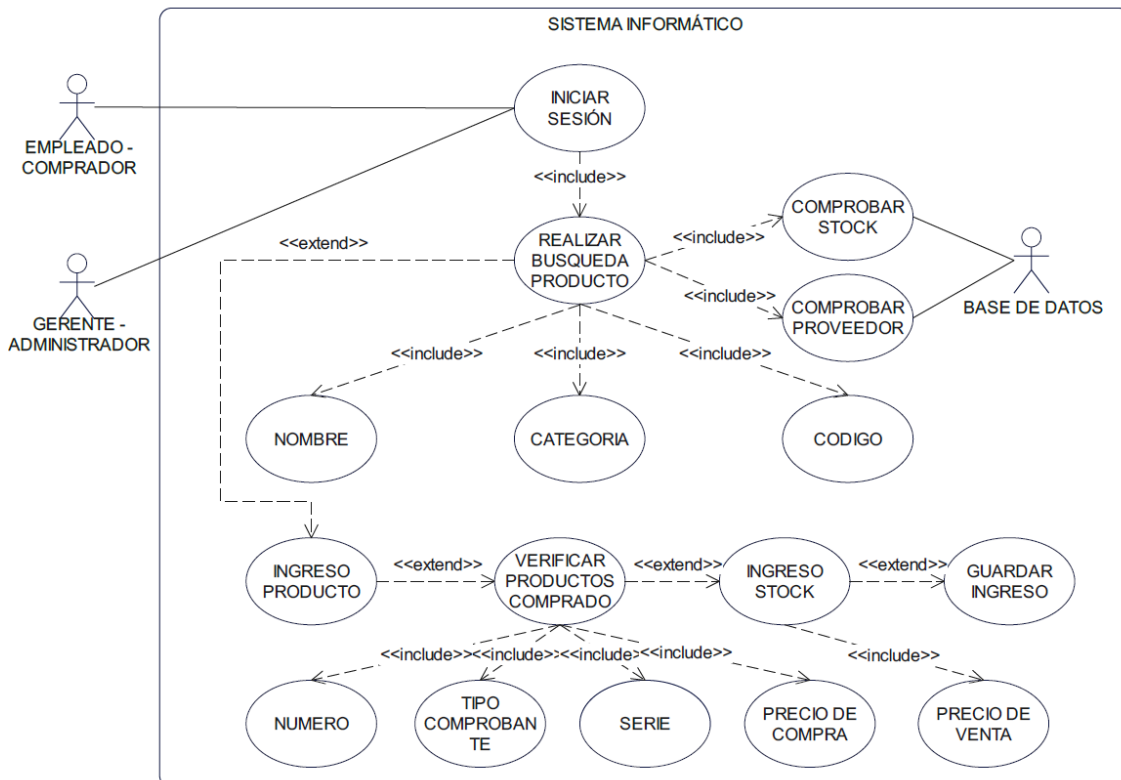 SISTEMA INFORMÁTICO
INICIAR
SESIÓN
EMPLEADO -
COMPRADOR
<<include>>
COMPROBAR
STOCK
REALIZAR
BUSQUEDA
PRODUCTO
<<extend>>
<<include>>
<<include>>
COMPROBAR
PROVEEDOR
BASE DE DATOS
GERENTE -
ADMINISTRADOR
<<include>>
<<include>>
<<include>>
NOMBRE
CATEGORIA
CODIGO
INGRESO
PRODUCTO
<<extend>>
VERIFICAR
PRODUCTOS
COMPRADO
<<extend>>
INGRESO
STOCK
<<extend>>
GUARDAR
INGRESO
<<include>>
<<include>>
<<include>>
<<include>>
<<include>>
NUMERO
TIPO
COMPROBAN
TE
SERIE
PRECIO DE
COMPRA
PRECIO DE
VENTA